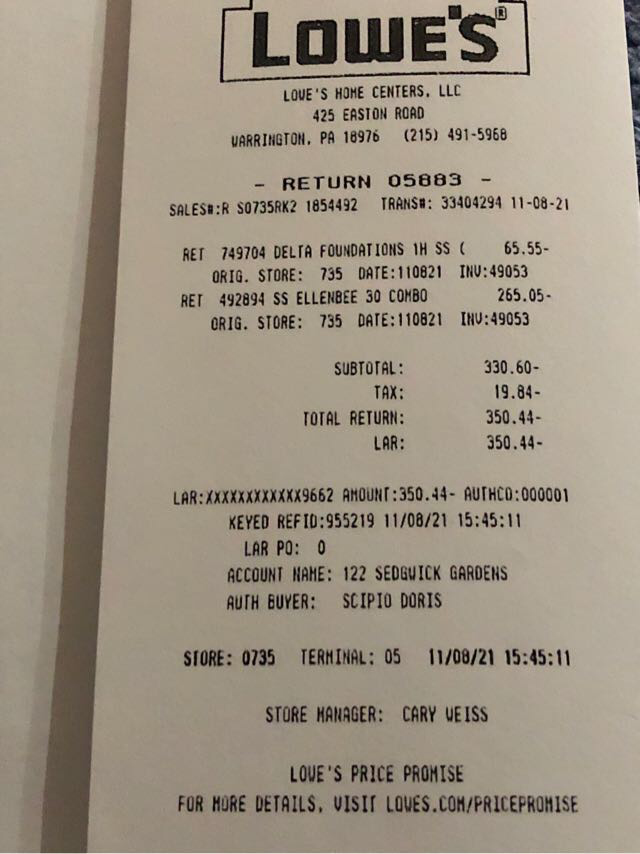 LOWE'S®
LOWE'S HOME CENTERS, LLC
425 EASTON ROAD
WARRINGTON, PA 18976 (215) 491-5968
- RETURN 05883 -
SALES#:R S0735RK2 1854492 TRANS#: 33404294 11-08-21
RET 749704 DELTA FOUNDATIONS 1H SS ( 65.55-
ORIG. STORE: 735 DATE:110821 INV:49053
RET 492894 SS ELLENBEE 30 COMBO 265.05-
ORIG. STORE: 735 DATE:110821 INV:49053
SUBTOTAL: 330.60-
TAX: 19.84-
TOTAL RETURN: 350.44-
LAR: 350.44-
LAR:XXXXXXXXXXXX9662 AMOUNT:350.44- AUTHCD:000001
KEYED REFID:955219 11/08/21 15:45:11
LAR PO: 0
ACCOUNT NAME: 122 SEDGWICK GARDENS
AUTH BUYER: SCIPIO DORIS
STORE: 0735 TERMINAL: 05 11/08/21 15:45:11
STORE MANAGER: CARY WEISS
LOWE'S PRICE PROMISE
FOR MORE DETAILS, VISIT LOWES.COM/PRICEPROMISE